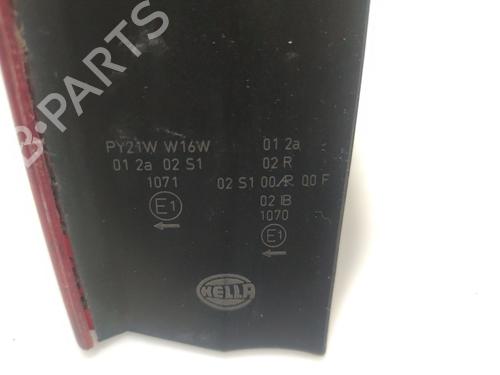 PY21W W16W
01 2a 02 S1
1071
E1
01 2a
02 R
02 S1 00 AR 00 F
02 IB
1070
E1
HELLA
B-PARTS